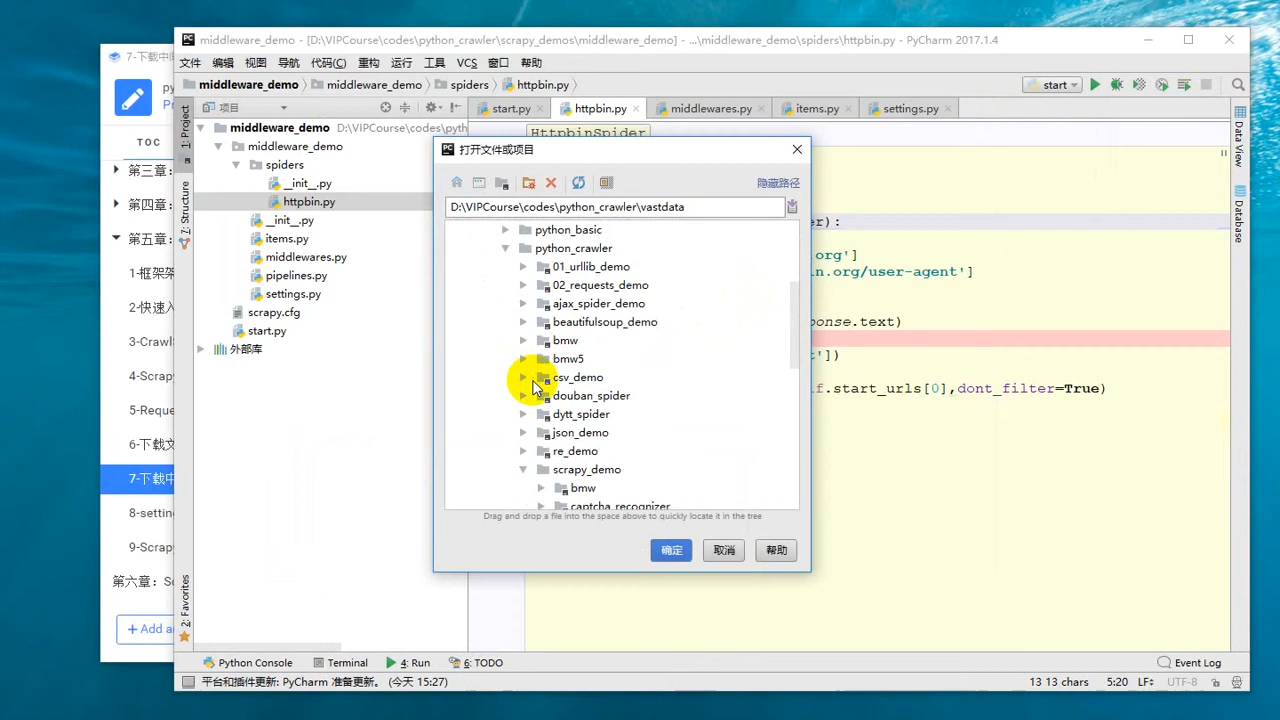 middleware_demo - [D:\VIPCourse\codes\python_crawler\scrapy_demos\middleware_demo] - ...\middleware_demo\spiders\httpbin.py - PyCharm 2017.1.4
7-下载中
文件 编辑 视图 导航 代码(C) 重构 运行 工具 VCS 窗口 帮助
middleware_demo middleware_demo spiders httpbin.py start
项目 start.py httpbin.py middlewares.py items.py settings.py
middleware_demo D:\VIPCourse\codes\pyth
HttpbinSpider
TOC
middleware_demo
spiders
__init__.py
httpbin.py
__init__.py
items.py
middlewares.py
pipelines.py
settings.py
scrapy.cfg
start.py
外部库
第三章:
第四章:
第五章:
1-框架架
2-快速入
3-Crawl
4-Scrap
5-Reque
6-下载文
7-下载中
8-settin
9-Scrap
第六章: Sc
+ Add a
1: Project
7: Structure
2: Favorites
打开文件或项目
隐藏路径
D:\VIPCourse\codes\python_crawler\vastdata
python_basic
python_crawler
01_urllib_demo
02_requests_demo
ajax_spider_demo
beautifulsoup_demo
bmw
bmw5
csv_demo
douban_spider
dytt_spider
json_demo
re_demo
scrapy_demo
bmw
captcha_recognizer
Drag and drop a file into the space above to quickly locate it in the tree
确定 取消 帮助
er):
.org']
in.org/user-agent']
ponse.text)
t'])
lf.start_urls[0],dont_filter=True)
Data View
Database
Python Console Terminal 4: Run 6: TODO Event Log
平台和插件更新: PyCharm 准备更新。 (今天 15:27) 13 13 chars 5:20 LF÷ UTF-8